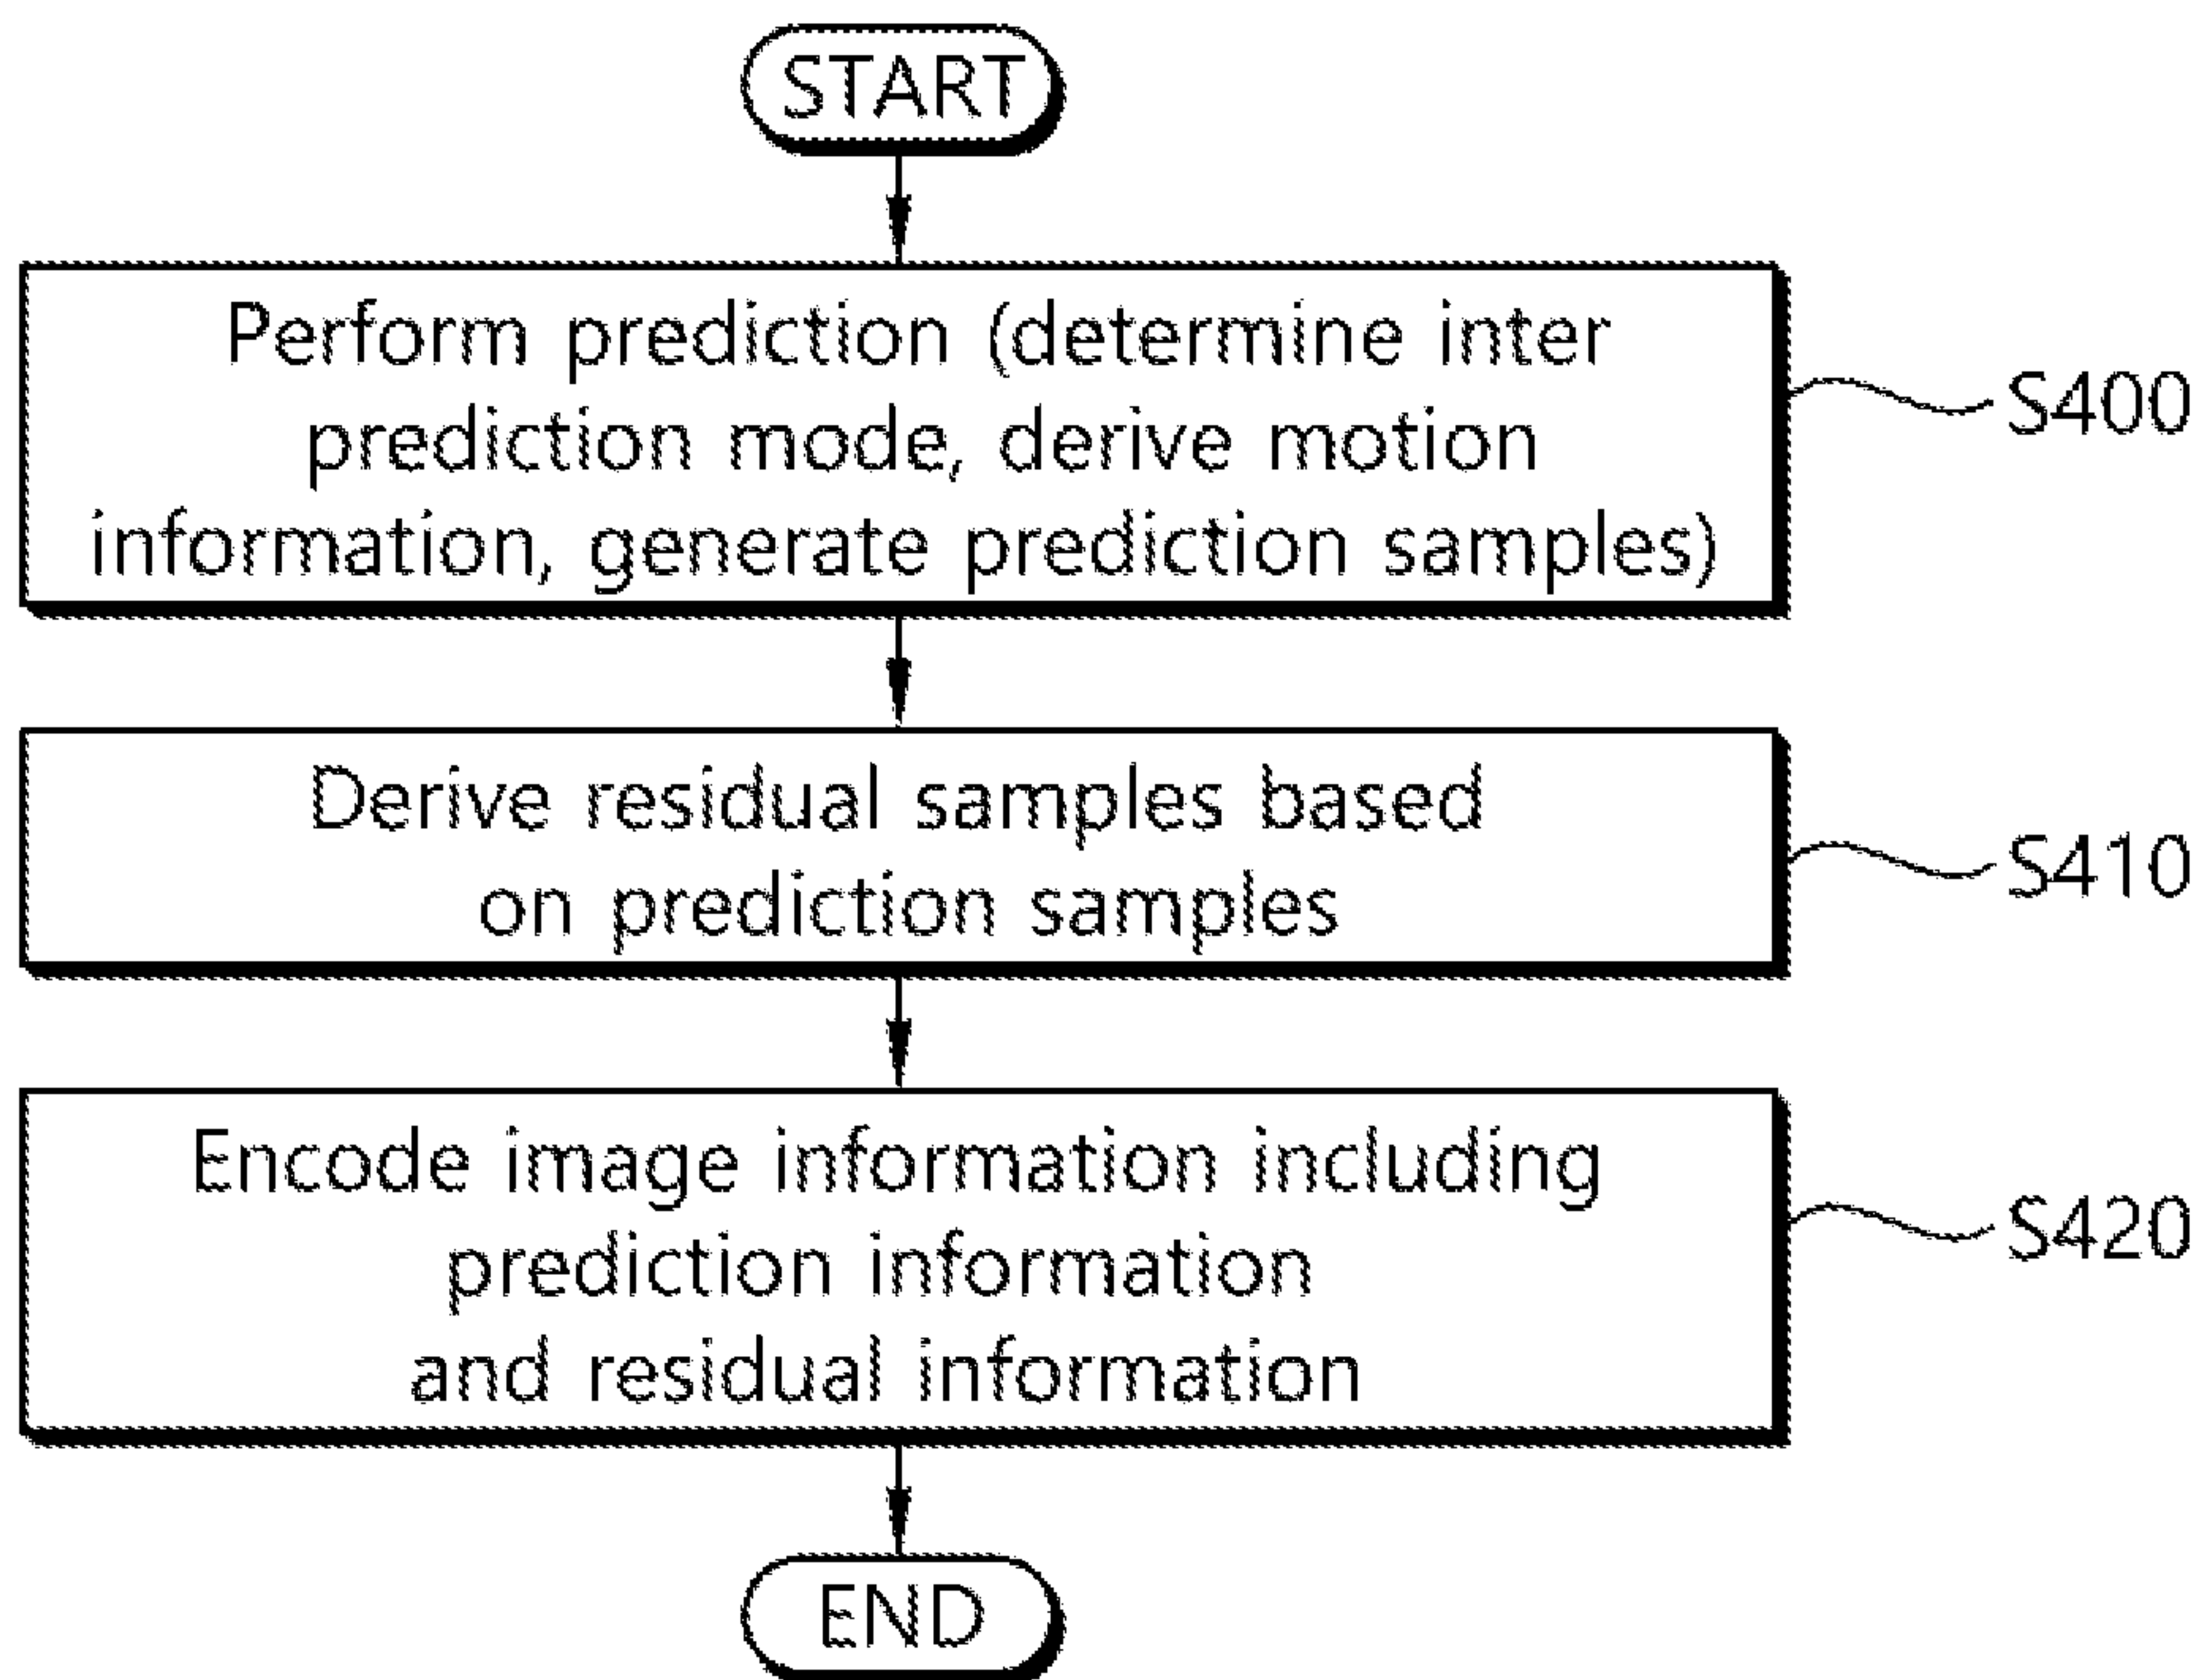 START
Perform prediction (determine inter
prediction mode, derive motion
information, generate prediction samples)
S400
Derive residual samples based
on prediction samples
S410
Encode image information including
prediction information
and residual information
S420
END